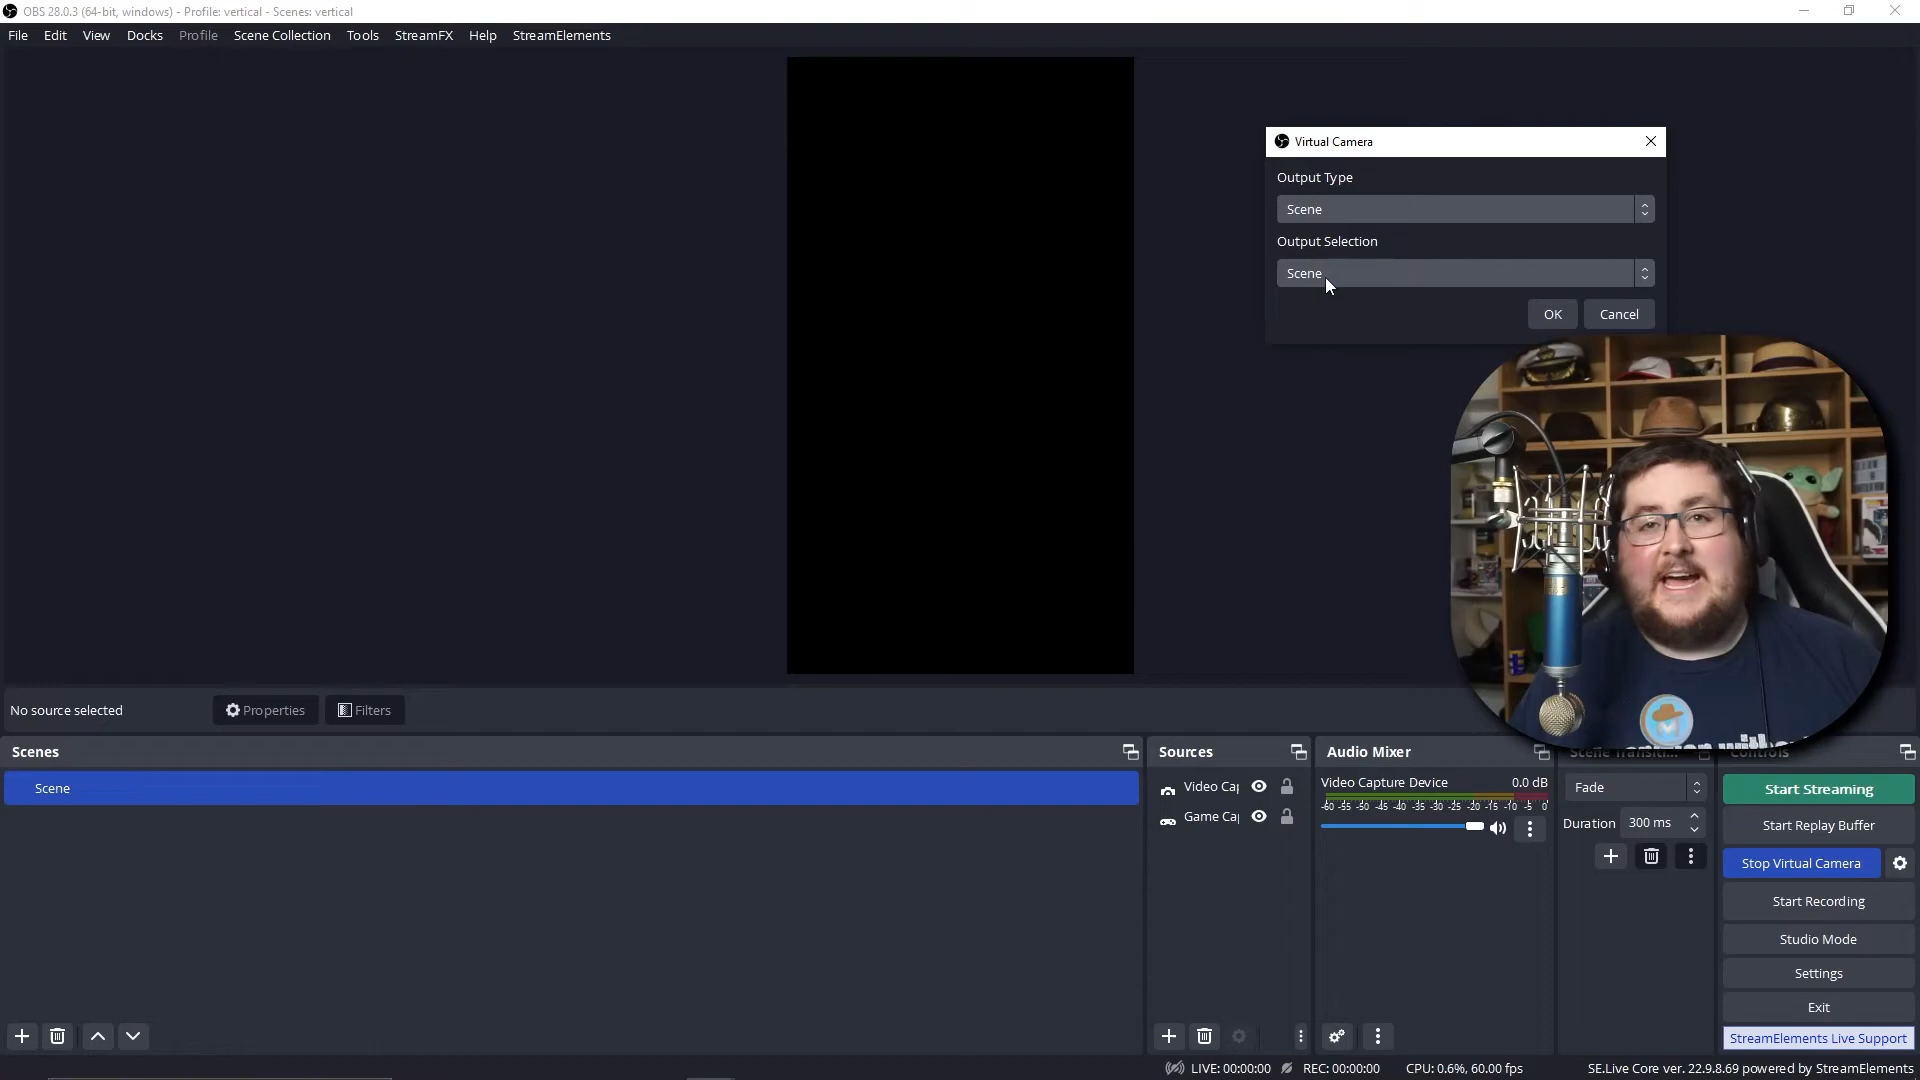 OBS 28.0.3 (64-bit, windows) - Profile: vertical - Scenes: vertical
File Edit View Docks Profile Scene Collection Tools StreamFX Help StreamElements
Virtual Camera
Output Type
Scene
Output Selection
Scene
OK Cancel
No source selected Properties Filters
Scenes
Scene
Sources
Video Ca
Game Ca
Audio Mixer
Video Capture Device 0.0 dB
-60 -55 -50 -45 -40 -35 -30 -25 -20 -15 -10 -5 0
Scene Transiti...
Fade
Duration 300 ms
Controls
Start Streaming
Start Replay Buffer
Stop Virtual Camera
Start Recording
Studio Mode
Settings
Exit
StreamElements Live Support
LIVE: 00:00:00 REC: 00:00:00 CPU: 0.6%, 60.00 fps SE.Live Core ver. 22.9.8.69 powered by StreamElements